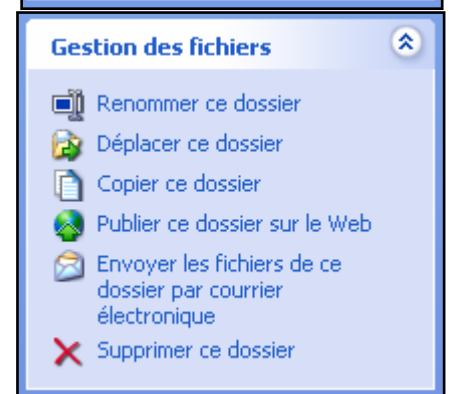 Gestion des fichiers
Renommer ce dossier
Déplacer ce dossier
Copier ce dossier
Publier ce dossier sur le Web
Envoyer les fichiers de ce
dossier par courrier
électronique
Supprimer ce dossier